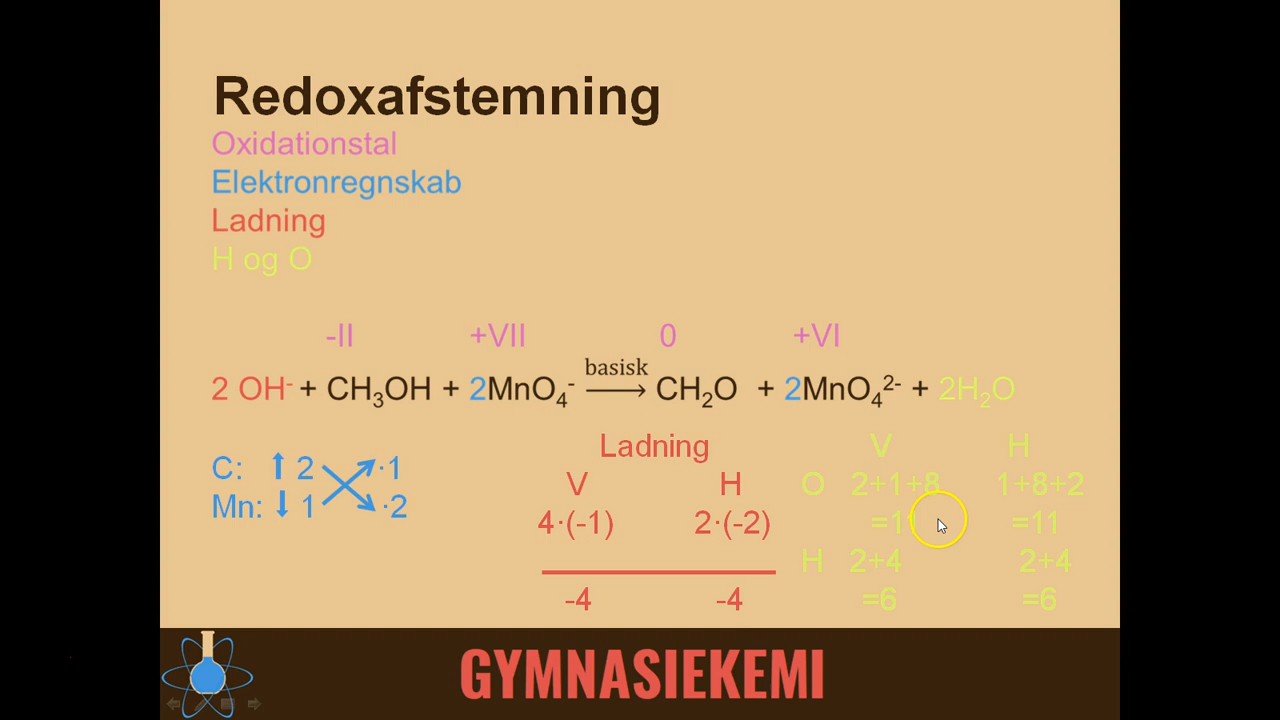 Redoxafstemning
Oxidationstal
Elektronregnskab
Ladning
H og O
-II +VII 0 +VI
basisk
2 OH⁻ + CH₃OH + 2MnO₄⁻ ⟶ CH₂O + 2MnO₄²⁻ + 2H₂O
Ladning V H
C: ↑ 2 ·1 V H O 2+1+8 1+8+2
Mn: ↓ 1 ·2 4·(-1) 2·(-2) =11 =11
H 2+4 2+4
-4 -4 =6 =6
GYMNASIEKEMI